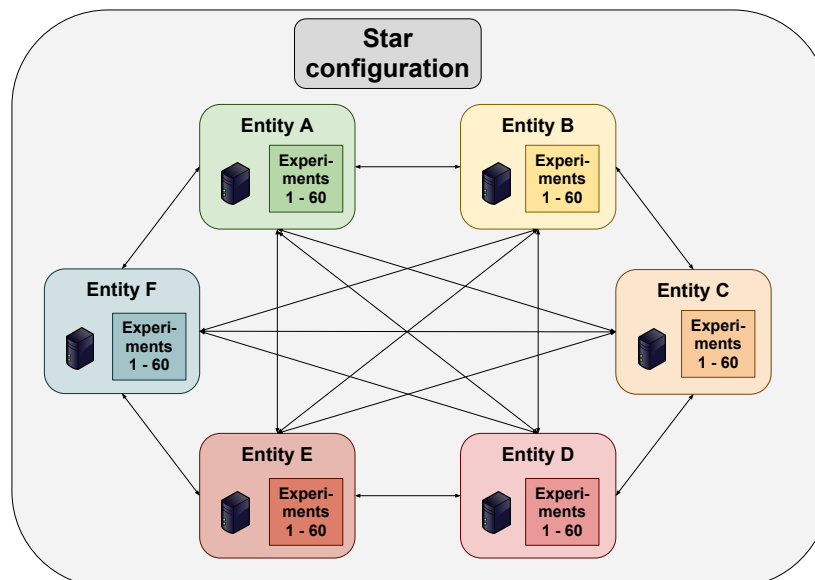 Star
configuration
Entity A
Experi-
ments
1 - 60
Entity B
Experi-
ments
1 - 60
Entity F
Experi-
ments
1 - 60
Entity C
Experi-
ments
1 - 60
Entity E
Experi-
ments
1 - 60
Entity D
Experi-
ments
1 - 60